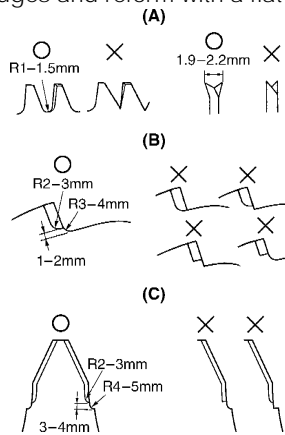 dges and reform with a flat
(A)
R1–1.5mm
1.9–2.2mm
(B)
R2–3mm
R3–4mm
1–2mm
(C)
R2–3mm
R4–5mm
3–4mm